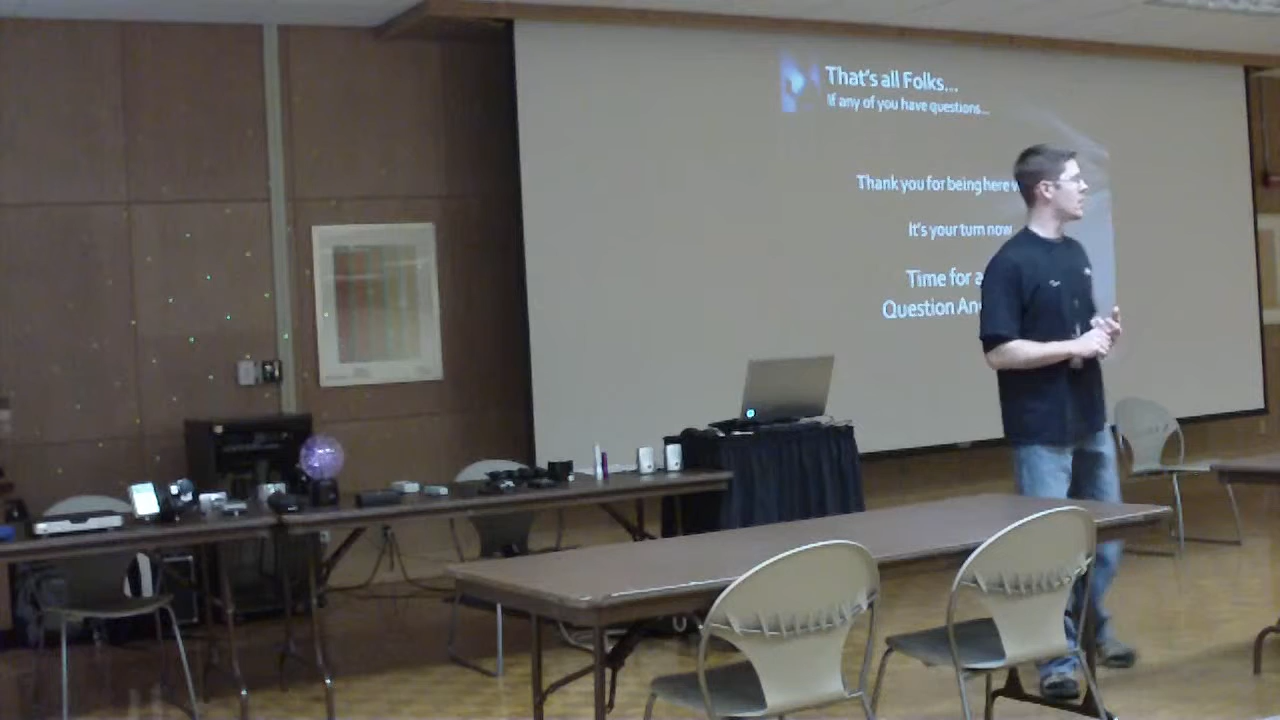 That's all Folks...
If any of you have questions...
Thank you for being here
It's your turn now
Time for a
Question An